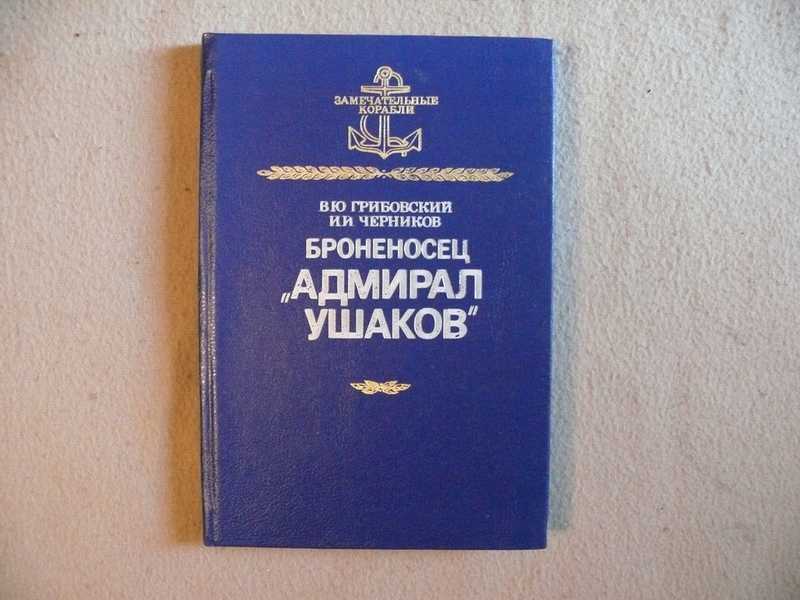 ЗАМЕЧАТЕЛЬНЫЕ
КОРАБЛИ
В Ю ГРИБОВСКИЙ
И И ЧЕРНИКОВ
БРОНЕНОСЕЦ
„АДМИРАЛ
УШАКОВ"